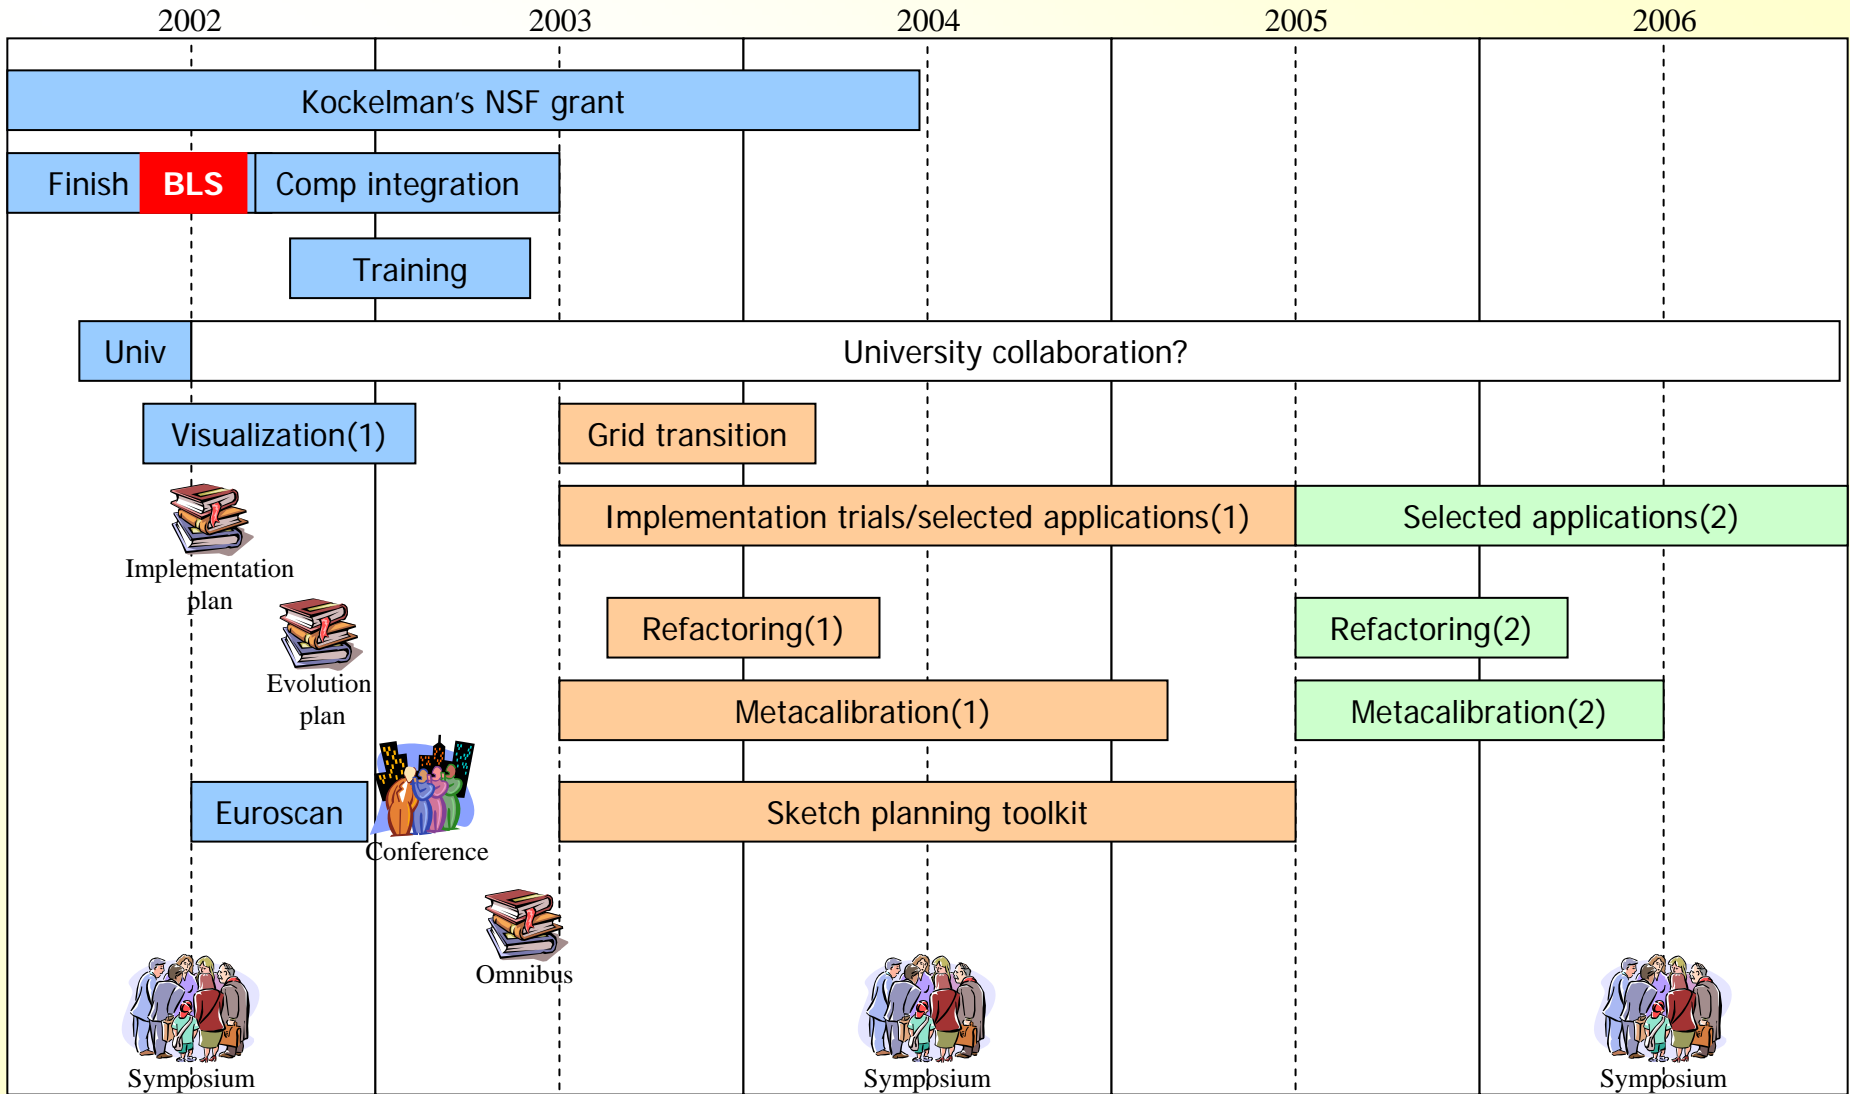 2002 2003 2004 2005 2006
Kockelman's NSF grant
Finish BLS Comp integration
Training
Univ University collaboration?
Visualization(1) Grid transition
Implementation trials/selected applications(1) Selected applications(2)
Implementation
plan
Refactoring(1) Refactoring(2)
Evolution
plan
Metacalibration(1) Metacalibration(2)
Euroscan Sketch planning toolkit
Conference
Omnibus
Symposium Symposium Symposium